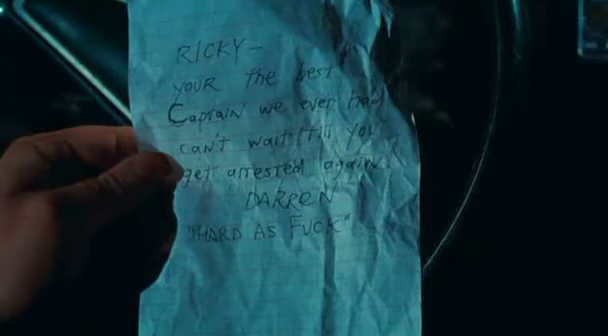 RICKY—
your the best
Captain we ever had
can't wait till you
get arrested again
DARREN
"HARD AS FUCK"